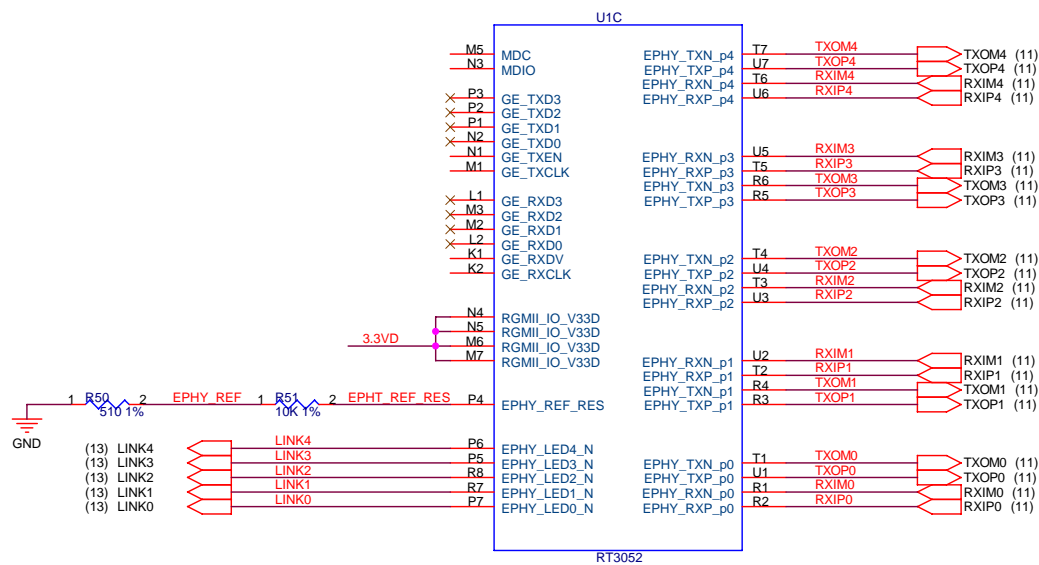 U1C
M5 MDC EPHY_TXN_p4 T7 TXOM4 TXOM4 (11)
N3 MDIO EPHY_TXP_p4 U7 TXOP4 TXOP4 (11)
EPHY_RXN_p4 T6 RXIM4 RXIM4 (11)
P3 GE_TXD3 EPHY_RXP_p4 U6 RXIP4 RXIP4 (11)
P2 GE_TXD2
P1 GE_TXD1
N2 GE_TXD0
N1 GE_TXEN EPHY_RXN_p3 U5 RXIM3 RXIM3 (11)
M1 GE_TXCLK EPHY_RXP_p3 T5 RXIP3 RXIP3 (11)
EPHY_TXN_p3 R6 TXOM3 TXOM3 (11)
L1 GE_RXD3 EPHY_TXP_p3 R5 TXOP3 TXOP3 (11)
M3 GE_RXD2
M2 GE_RXD1
L2 GE_RXD0
K1 GE_RXDV EPHY_TXN_p2 T4 TXOM2 TXOM2 (11)
K2 GE_RXCLK EPHY_TXP_p2 U4 TXOP2 TXOP2 (11)
EPHY_RXN_p2 T3 RXIM2 RXIM2 (11)
EPHY_RXP_p2 U3 RXIP2 RXIP2 (11)
N4 RGMII_IO_V33D
N5 RGMII_IO_V33D
3.3VD M6 RGMII_IO_V33D
M7 RGMII_IO_V33D EPHY_RXN_p1 U2 RXIM1 RXIM1 (11)
EPHY_RXP_p1 T2 RXIP1 RXIP1 (11)
EPHY_TXN_p1 R4 TXOM1 TXOM1 (11)
1 R50 2 EPHY_REF 1 R51 2 EPHT_REF_RES P4 EPHY_REF_RES EPHY_TXP_p1 R3 TXOP1 TXOP1 (11)
510 1% 10K 1%
GND
(13) LINK4 LINK4 P6 EPHY_LED4_N
(13) LINK3 LINK3 P5 EPHY_LED3_N EPHY_TXN_p0 T1 TXOM0 TXOM0 (11)
(13) LINK2 LINK2 R8 EPHY_LED2_N EPHY_TXP_p0 U1 TXOP0 TXOP0 (11)
(13) LINK1 LINK1 R7 EPHY_LED1_N EPHY_RXN_p0 R1 RXIM0 RXIM0 (11)
(13) LINK0 LINK0 P7 EPHY_LED0_N EPHY_RXP_p0 R2 RXIP0 RXIP0 (11)
RT3052